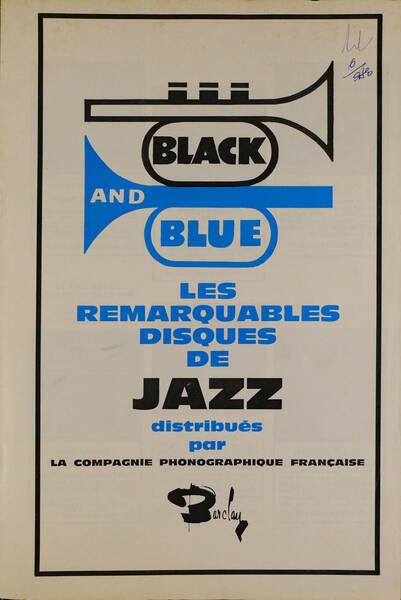 BLACK
AND
BLUE
LES
REMARQUABLES
DISQUES
DE
JAZZ
distribués
par
LA COMPAGNIE PHONOGRAPHIQUE FRANÇAISE
Barclay